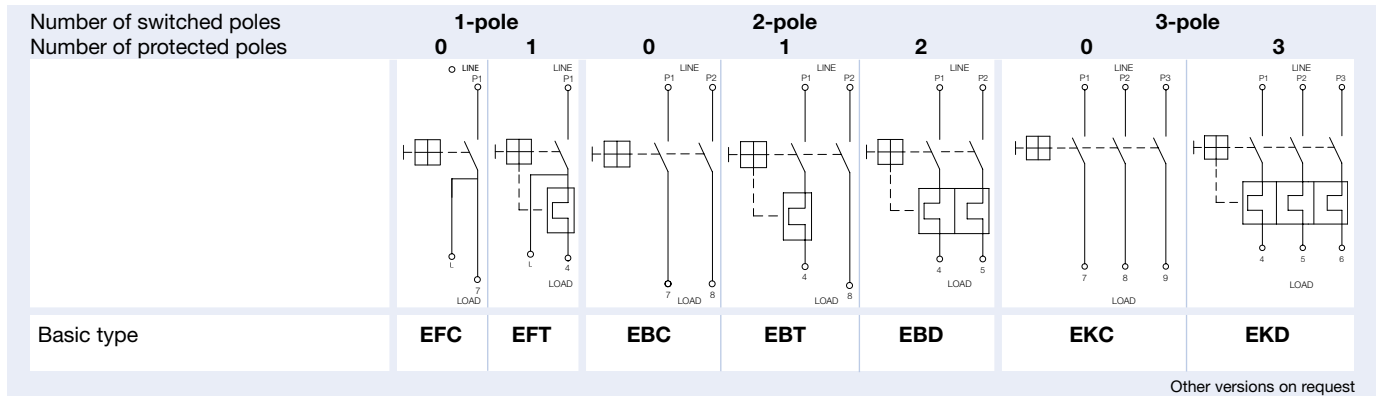 Number of switched poles 1-pole 2-pole 3-pole
Number of protected poles 0 1 0 1 2 0 3
LINE LINE LINE LINE LINE LINE LINE
P1 P1 P1 P2 P1 P2 P1 P2 P1 P2 P3 P1 P2 P3
L L 4 4 4 5 4 5 6
7 7 8 8 7 8 9
LOAD LOAD LOAD LOAD LOAD LOAD LOAD
Basic type EFC EFT EBC EBT EBD EKC EKD
Other versions on request